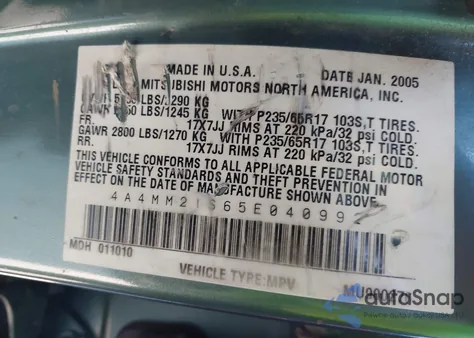 MADE IN U.S.A. DATE JAN. 2005
MITSUBISHI MOTORS NORTH AMERICA, INC.
LBS/ 290 KG
GAWR LBS/1245 KG WITH P235/65R17 103S,T TIRES.
FR. 17X7JJ RIMS AT 220 kPa/32 psi COLD.
GAWR 2800 LBS/1270 KG WITH P235/65R17 103S,T TIRES.
RR. 17X7JJ RIMS AT 220 kPa/32 psi COLD.
THIS VEHICLE CONFORMS TO ALL APPLICABLE FEDERAL MOTOR
VEHICLE SAFETY STANDARDS AND THEFT PREVENTION
IN EFFECT ON THE DATE OF MANUFACTURE SHOWN ABOVE.
MDH 011010
VEHICLE TYPE:MPV
autoSnap